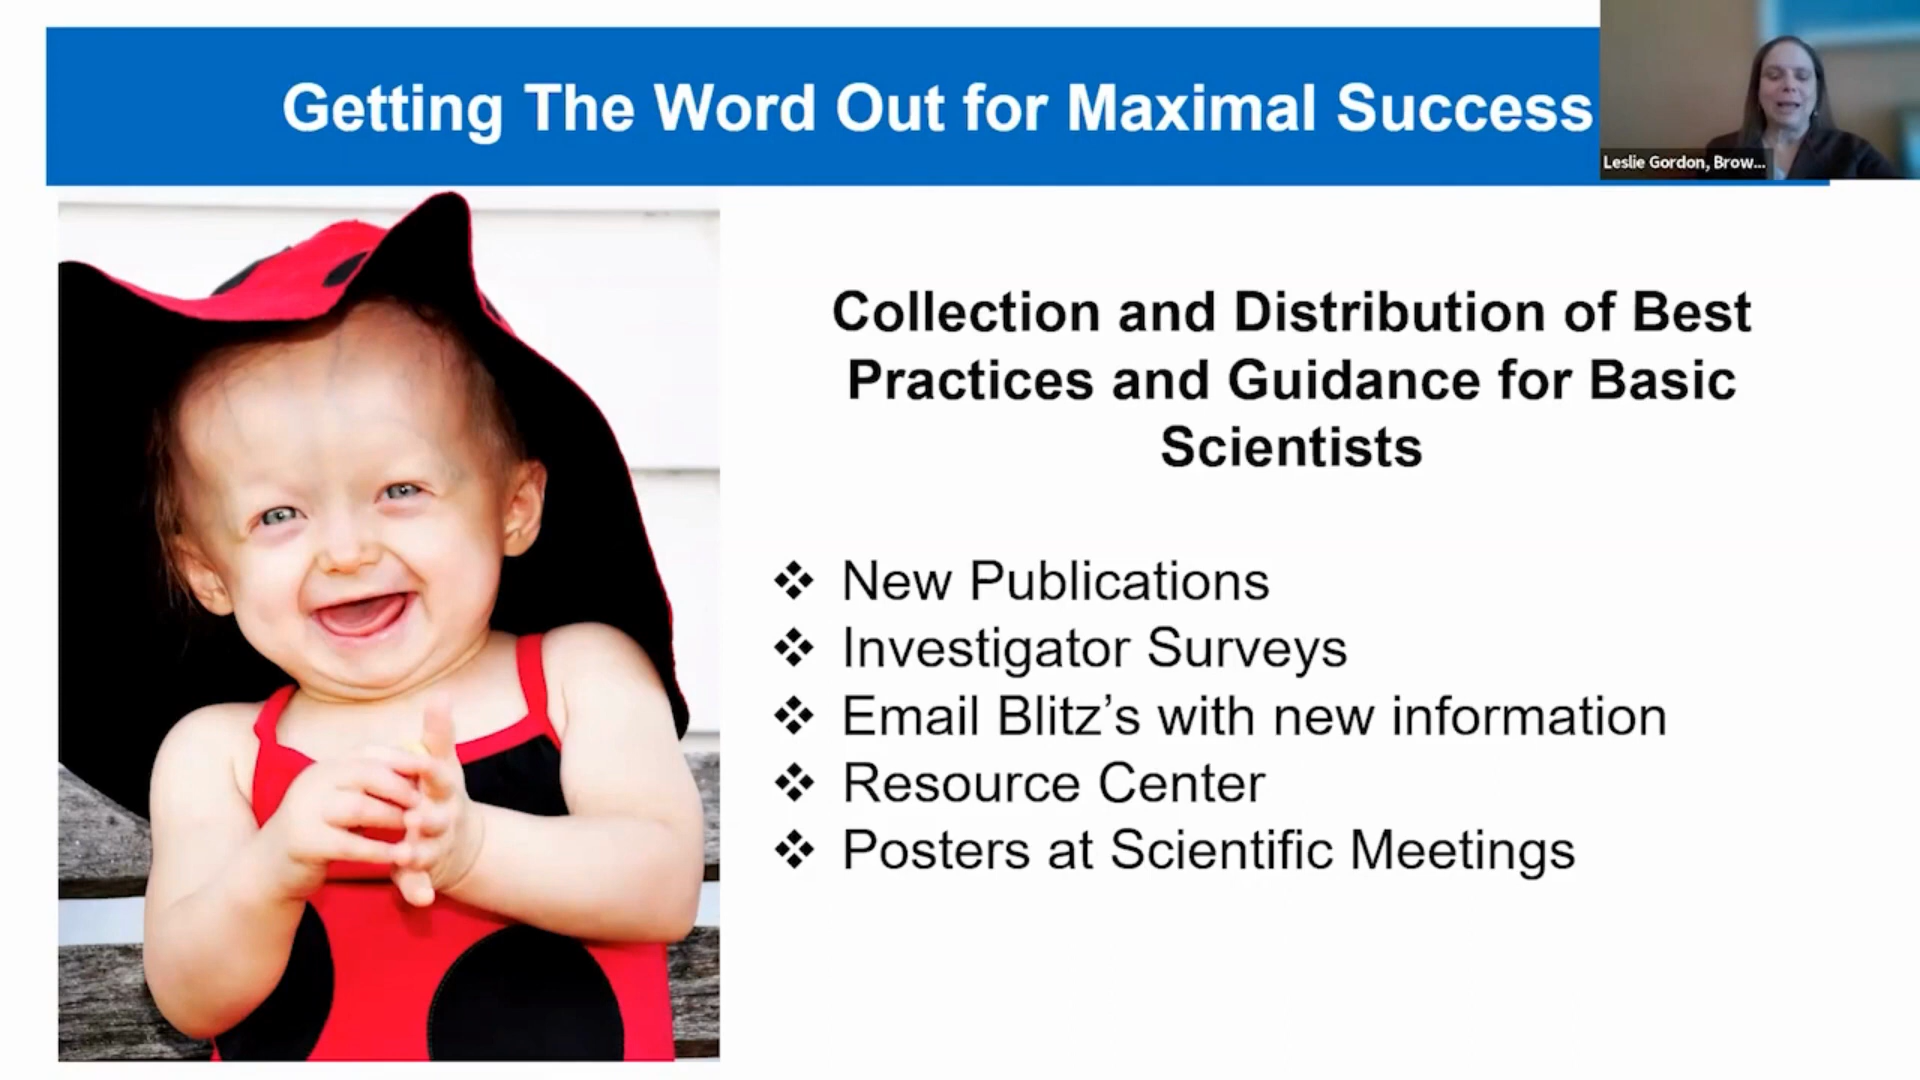 Getting The Word Out for Maximal Success
Leslie Gordon, Brow...
Collection and Distribution of Best
Practices and Guidance for Basic
Scientists
❖ New Publications
❖ Investigator Surveys
❖ Email Blitz’s with new information
❖ Resource Center
❖ Posters at Scientific Meetings